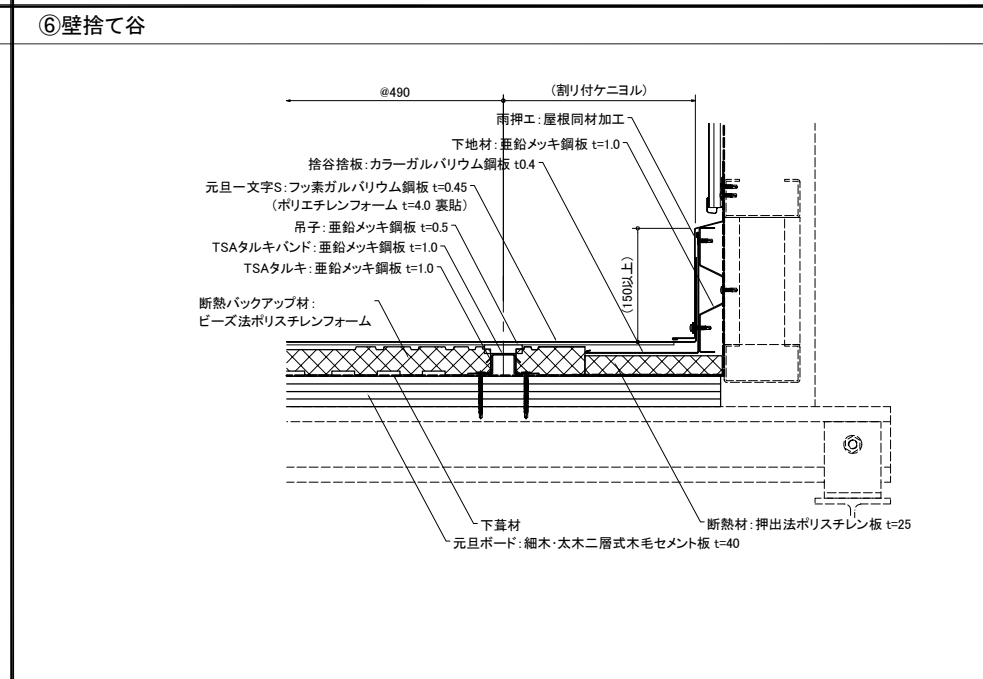 ⑥壁捨て谷
@490
(割り付ケニヨル)
雨押エ:屋根同材加工
下地材:亜鉛メッキ鋼板 t=1.0
捨谷捨板:カラーガルバリウム鋼板 t0.4
元旦一文字S:フッ素ガルバリウム鋼板 t=0.45
(ポリエチレンフォーム t=4.0 裏貼)
吊子:亜鉛メッキ鋼板 t=0.5
TSAタルキバンド:亜鉛メッキ鋼板 t=1.0
TSAタルキ:亜鉛メッキ鋼板 t=1.0
(150以上)
断熱バックアップ材:
ビーズ法ポリスチレンフォーム
下葺材
断熱材:押出法ポリスチレン板 t=25
元旦ボード:細木・太木二層式木毛セメント板 t=40